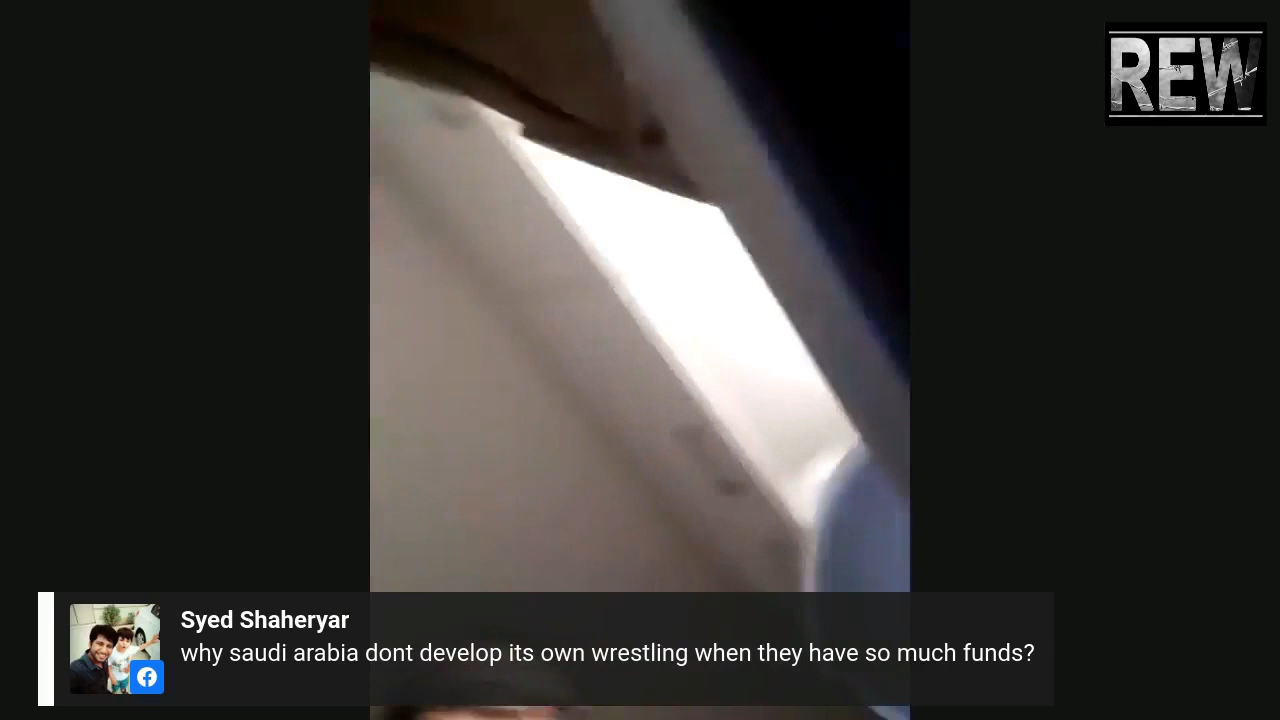 REW
Syed Shaheryar
why saudi arabia dont develop its own wrestling when they have so much funds?